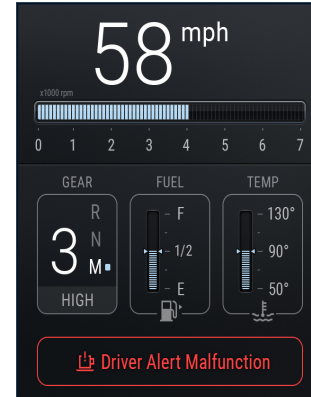 58 mph
x1000 rpm
0 1 2 3 4 5 6 7
GEAR FUEL TEMP
R F 130°
3 N 1/2 90°
M E 50°
HIGH
Driver Alert Malfunction